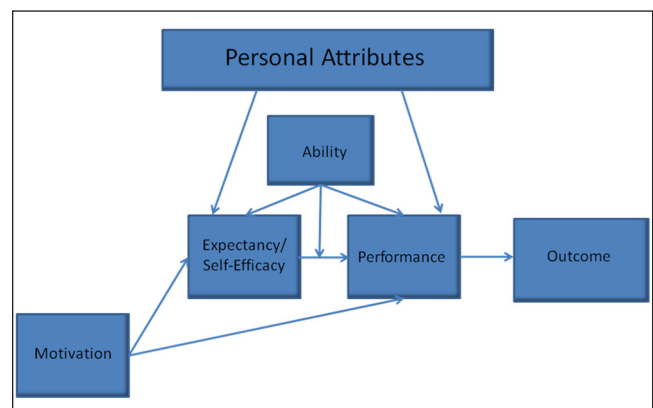 Personal Attributes
Ability
Expectancy/
Self-Efficacy
Performance
Outcome
Motivation